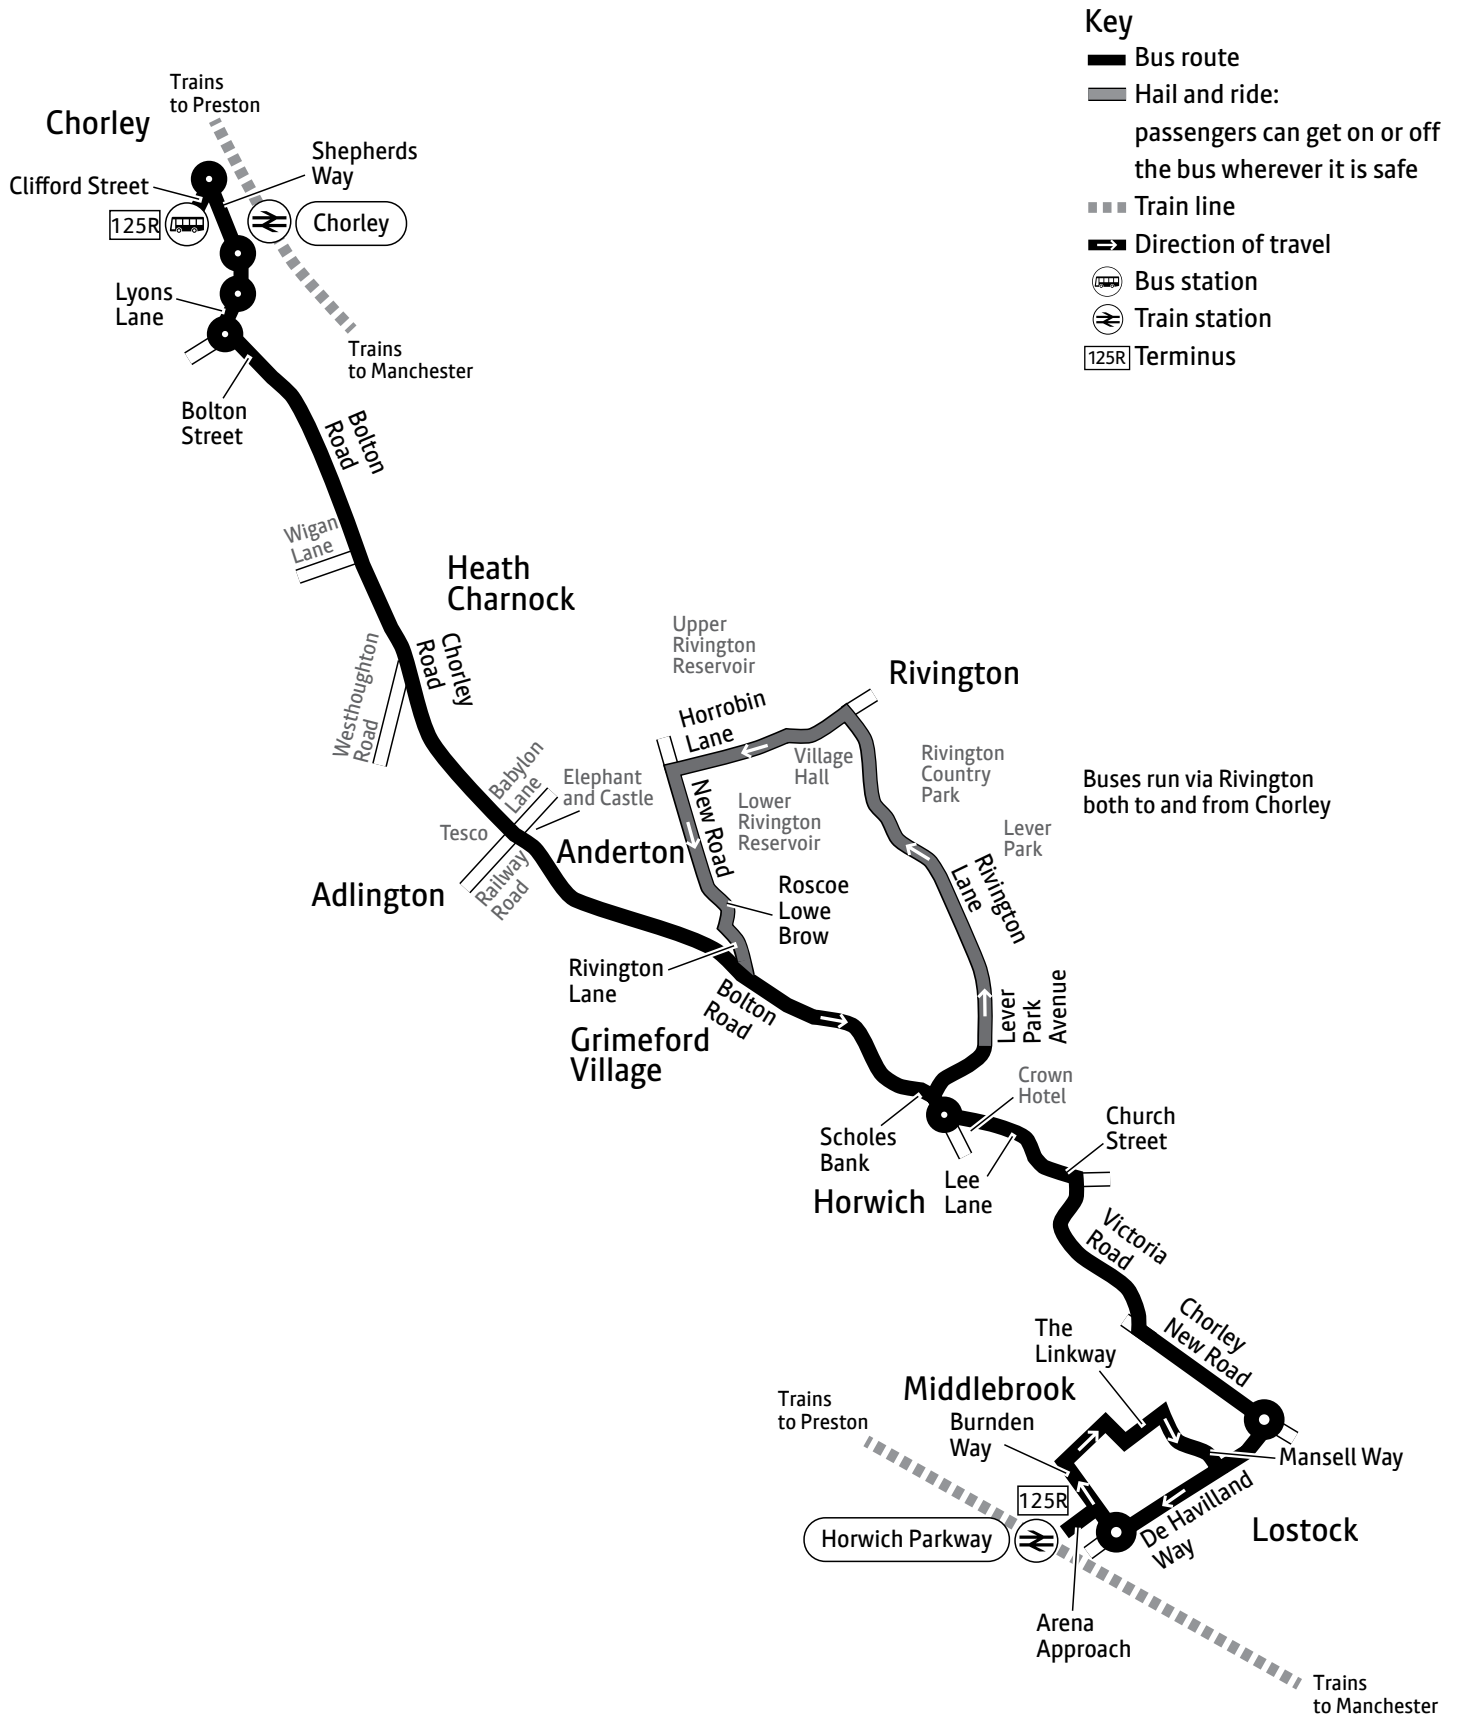 Key
Bus route
Hail and ride:
passengers can get on or off
the bus wherever it is safe
Train line
Direction of travel
Bus station
Train station
125R Terminus
Trains
to Preston
Chorley
Shepherds
Way
Clifford Street
125R
Chorley
Lyons
Lane
Trains
to Manchester
Bolton
Street
Bolton
Road
Wigan
Lane
Heath
Charnock
Chorley
Road
Westhoughton
Road
Upper
Rivington
Reservoir
Rivington
Horrobin
Lane
Village
Hall
Rivington
Country
Park
Buses run via Rivington
both to and from Chorley
Babylon
Lane
Elephant
and Castle
New Road
Lower
Rivington
Reservoir
Lever
Park
Tesco
Anderton
Adlington
Railway
Road
Roscoe
Lowe
Brow
Rivington
Lane
Rivington
Lane
Bolton
Road
Lever
Park
Avenue
Grimeford
Village
Crown
Hotel
Church
Street
Scholes
Bank
Lee
Lane
Horwich
Victoria
Road
Chorley
New Road
The
Linkway
Middlebrook
Trains
to Preston
Burnden
Way
Mansell Way
125R
Horwich Parkway
De Havilland
Way
Lostock
Arena
Approach
Trains
to Manchester